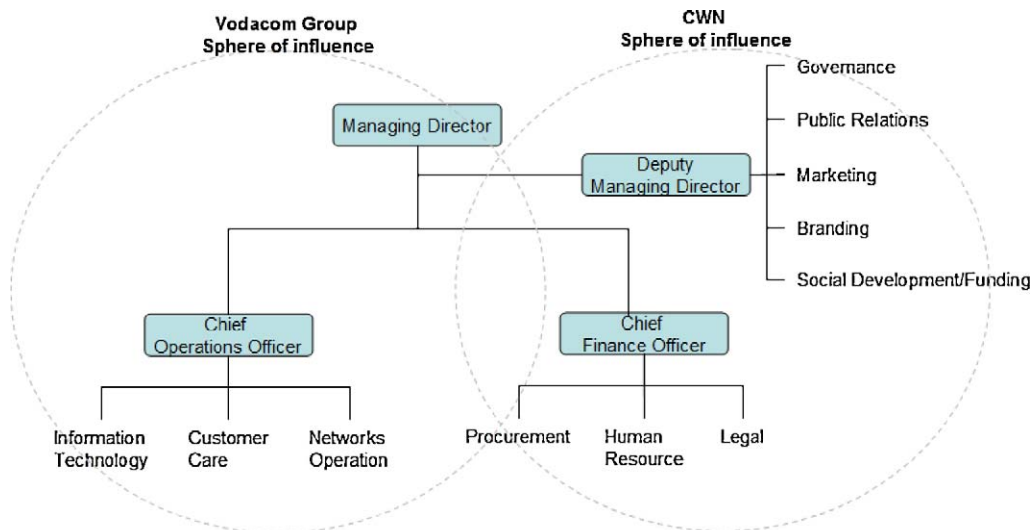 Vodacom Group
Sphere of influence
CWN
Sphere of influence
Governance
Managing Director
Public Relations
Deputy
Managing Director
Marketing
Branding
Social Development/Funding
Chief
Operations Officer
Chief
Finance Officer
Information
Technology
Customer
Care
Networks
Operation
Procurement
Human
Resource
Legal